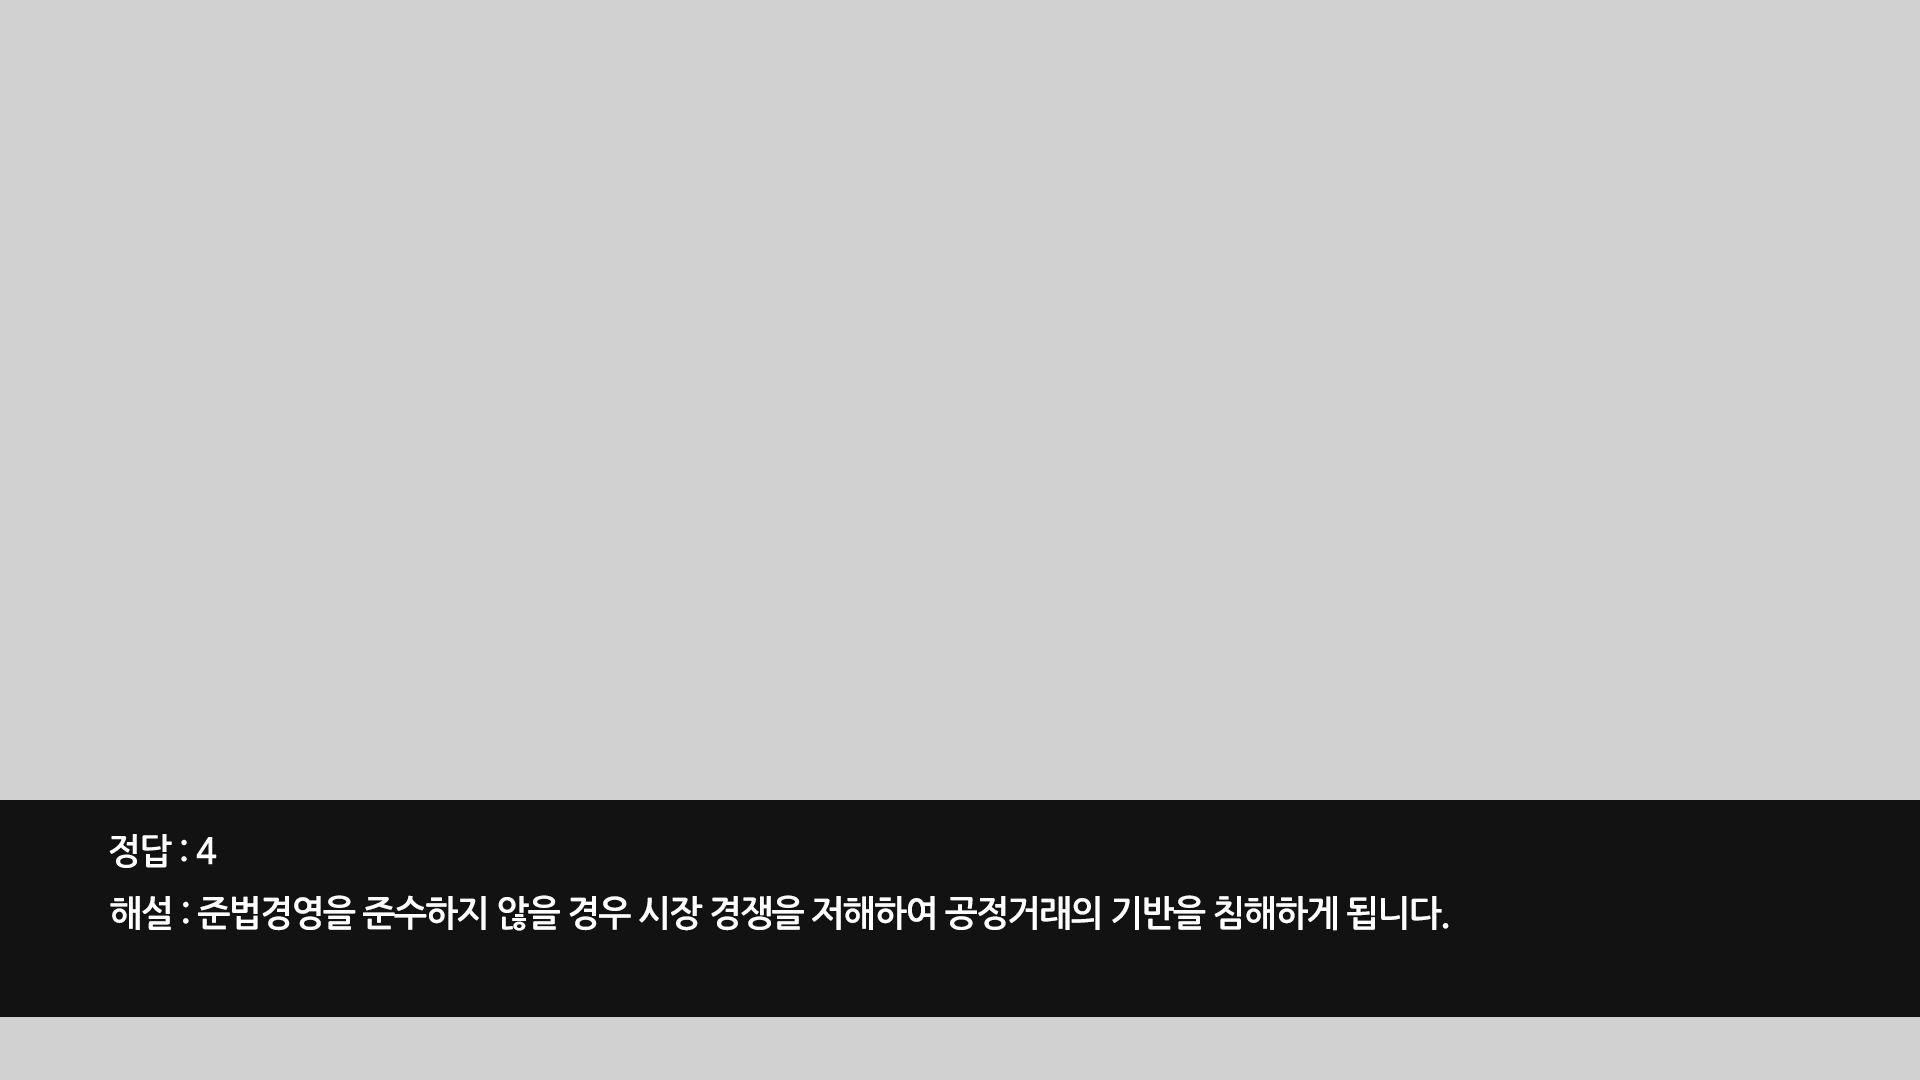 정답 : 4
해설 : 준법경영을 준수하지 않을 경우 시장 경쟁을 저해하여 공정거래의 기반을 침해하게 됩니다.